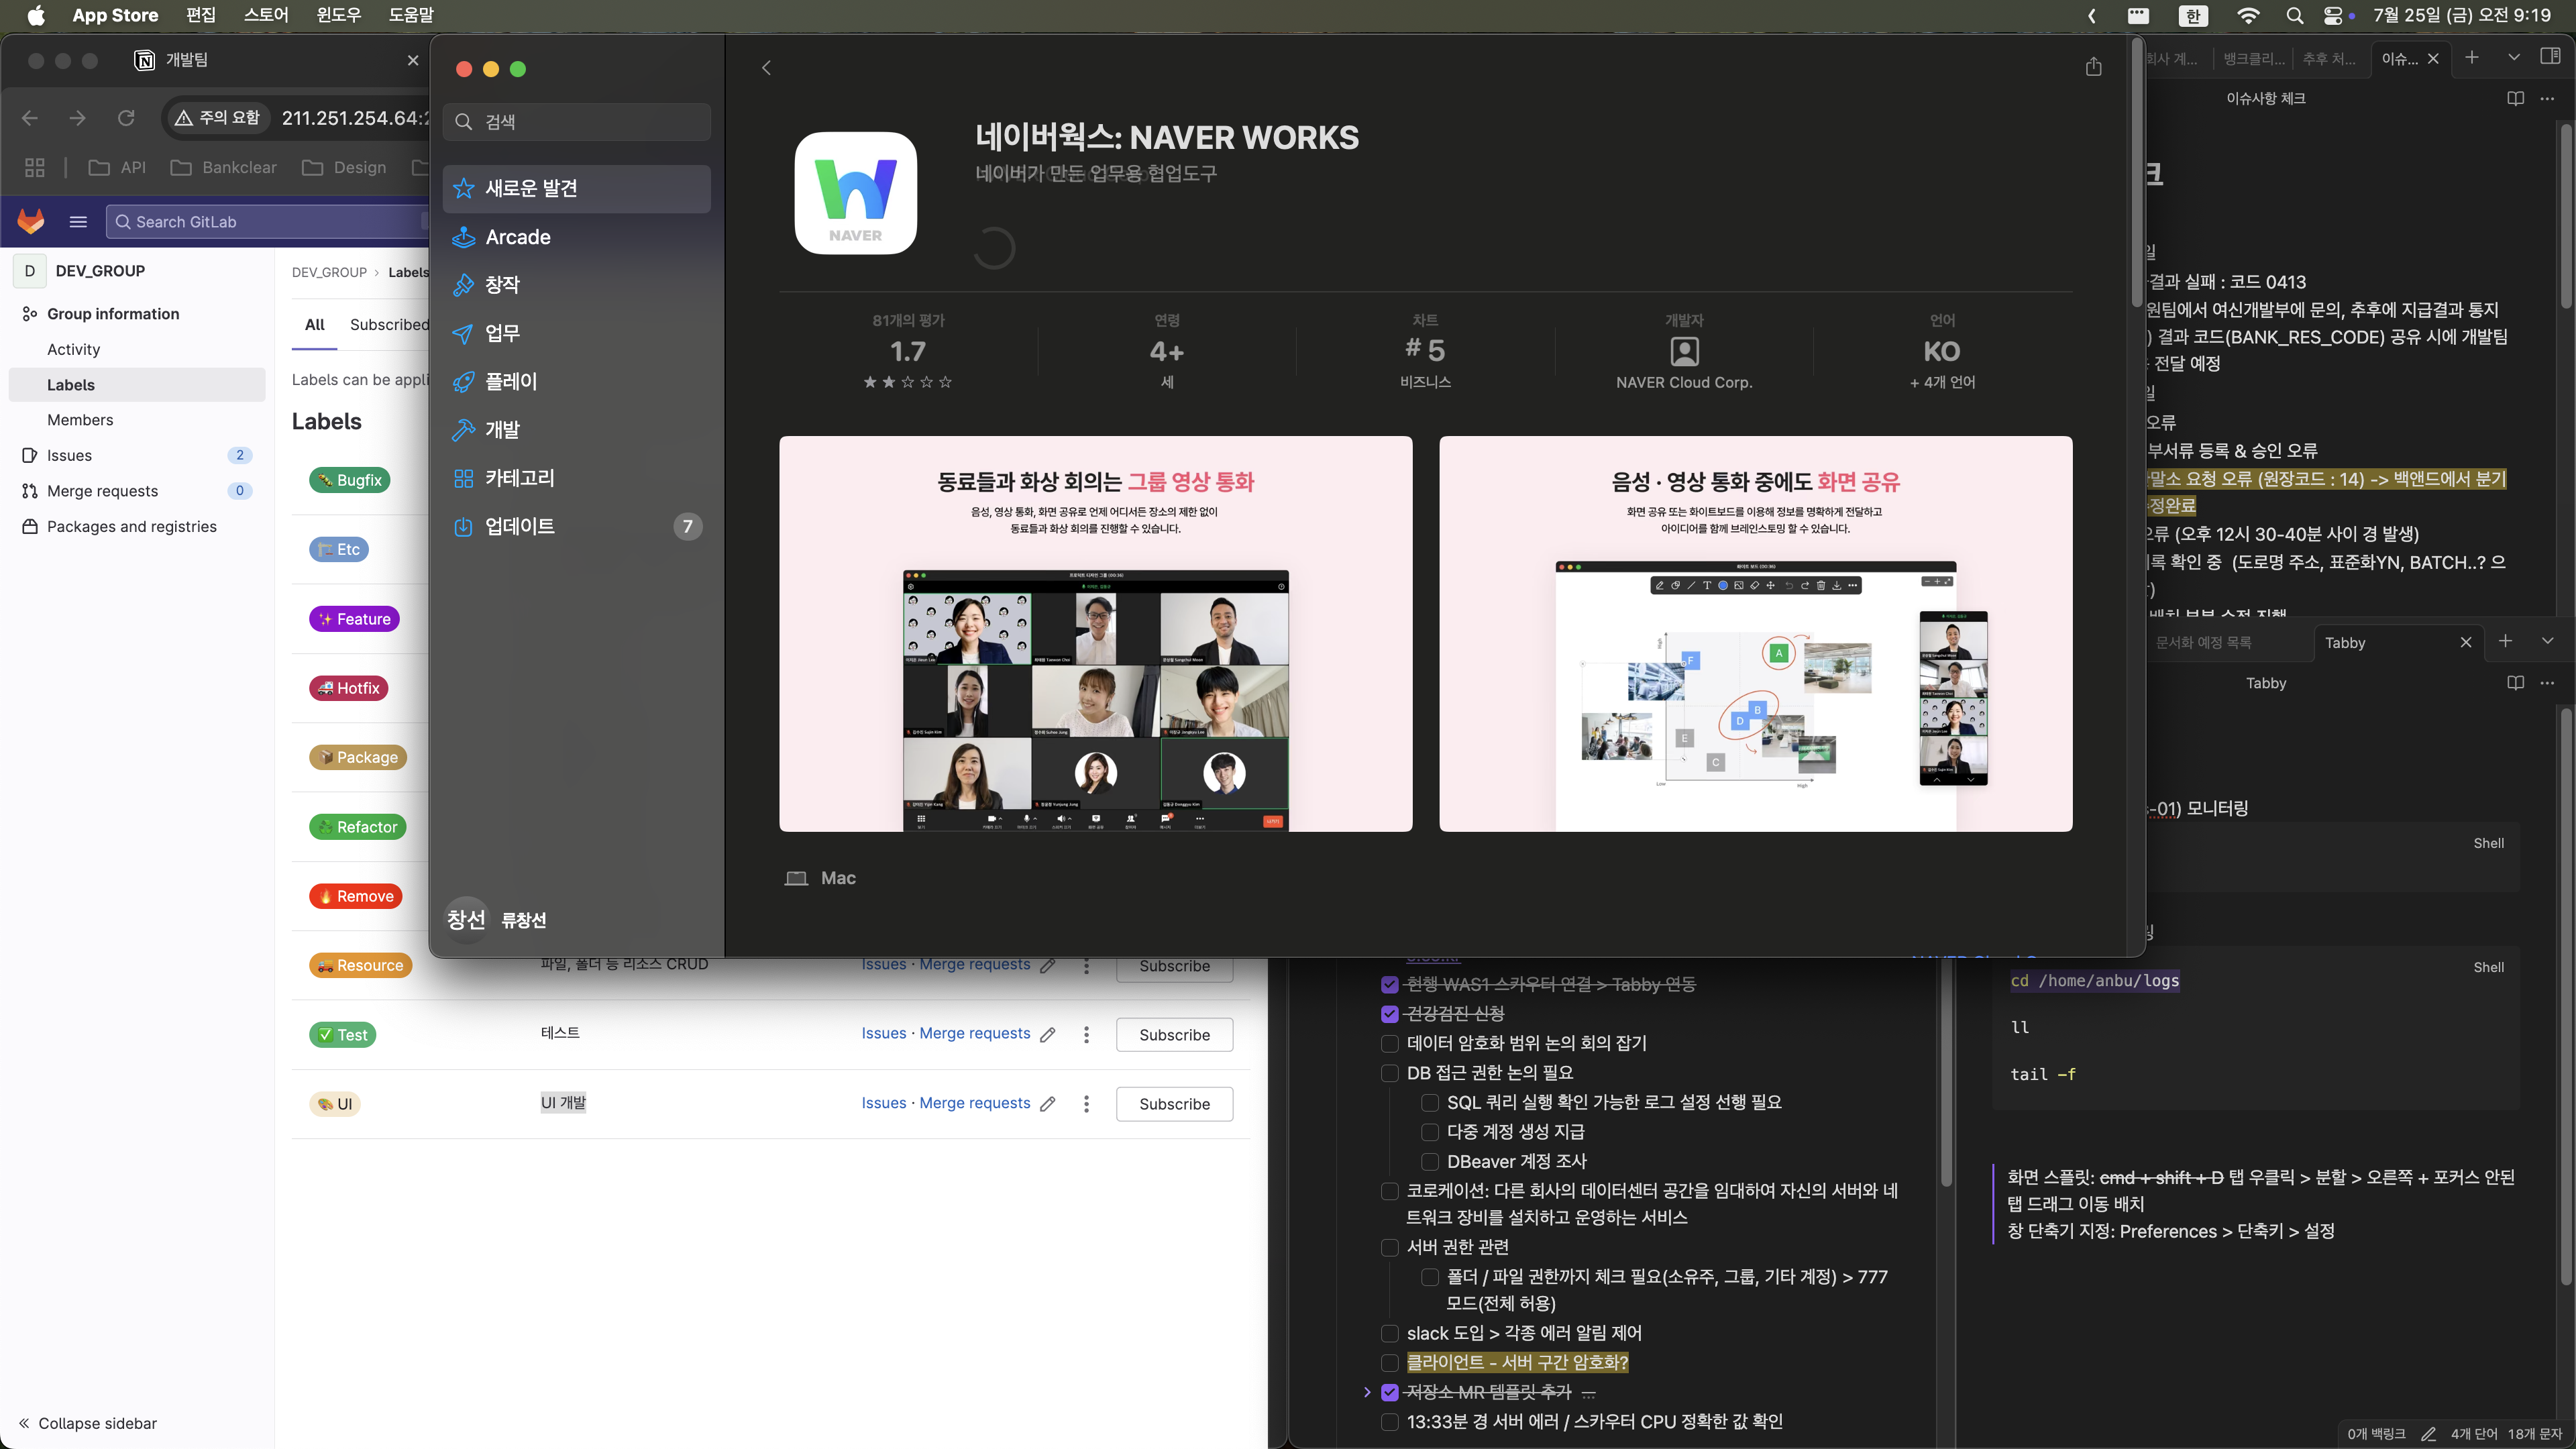 App Store 편집 스토어 윈도우 도움말
한 7월 25일 (금) 오전 9:19
개발팀
주의 요함 211.251.254.64:2
API Bankclear Design
Search GitLab
D DEV_GROUP
Group information
Activity
Labels
Members
Issues 2
Merge requests 0
Packages and registries
Collapse sidebar
DEV_GROUP > Labels
All Subscribed
Labels can be appli
Labels
Bugfix
Etc
Feature
Hotfix
Package
Refactor
Remove
Resource 파일, 폴더 등 리소스 CRUD Issues · Merge requests Subscribe
Test 테스트 Issues · Merge requests Subscribe
UI UI 개발 Issues · Merge requests Subscribe
검색
새로운 발견
Arcade
창작
업무
플레이
개발
카테고리
업데이트 7
창선 류창선
NAVER
네이버웍스: NAVER WORKS
네이버가 만든 업무용 협업도구
81개의 평가
1.7
연령
4+
세
차트
# 5
비즈니스
개발자
NAVER Cloud Corp.
언어
KO
+ 4개 언어
동료들과 화상 회의는 그룹 영상 통화
음성, 영상 통화, 화면 공유로 언제 어디서든 장소의 제한 없이
동료들과 화상 회의를 진행할 수 있습니다.
음성 · 영상 통화 중에도 화면 공유
화면 공유 또는 화이트보드를 이용해 정보를 명확하게 전달하고
아이디어를 함께 브레인스토밍 할 수 있습니다.
F
A
B
D
E
C
Low
High
Mac
회사 계... 뱅크클리... 추후 처... 이슈...
이슈사항 체크
크
일
결과 실패 : 코드 0413
원팀에서 여신개발부에 문의, 추후에 지급결과 통지
) 결과 코드(BANK_RES_CODE) 공유 시에 개발팀
전달 예정
일
오류
부서류 등록 & 승인 오류
말소 요청 오류 (원장코드 : 14) -> 백앤드에서 분기
정완료
오류 (오후 12시 30-40분 사이 경 발생)
록 확인 중 (도로명 주소, 표준화YN, BATCH..? 으
)
문서화 예정 목록 Tabby
Tabby
-01) 모니터링
Shell
Shell
cd /home/anbu/logs
ll
tail -f
화면 스플릿: cmd + shift + D 탭 우클릭 > 분할 > 오른쪽 + 포커스 안된
탭 드래그 이동 배치
창 단축기 지정: Preferences > 단축키 > 설정
현행 WAS1 스카우터 연결 > Tabby 연동
건강검진 신청
데이터 암호화 범위 논의 회의 잡기
DB 접근 권한 논의 필요
SQL 쿼리 실행 확인 가능한 로그 설정 선행 필요
다중 계정 생성 지급
DBeaver 계정 조사
코로케이션: 다른 회사의 데이터센터 공간을 임대하여 자신의 서버와 네
트워크 장비를 설치하고 운영하는 서비스
서버 권한 관련
폴더 / 파일 권한까지 체크 필요(소유주, 그룹, 기타 계정) > 777
모드(전체 허용)
slack 도입 > 각종 에러 알림 제어
클라이언트 - 서버 구간 암호화?
저장소 MR 템플릿 추가 ...
13:33분 경 서버 에러 / 스카우터 CPU 정확한 값 확인
0개 백링크 4개 단어 18개 문자